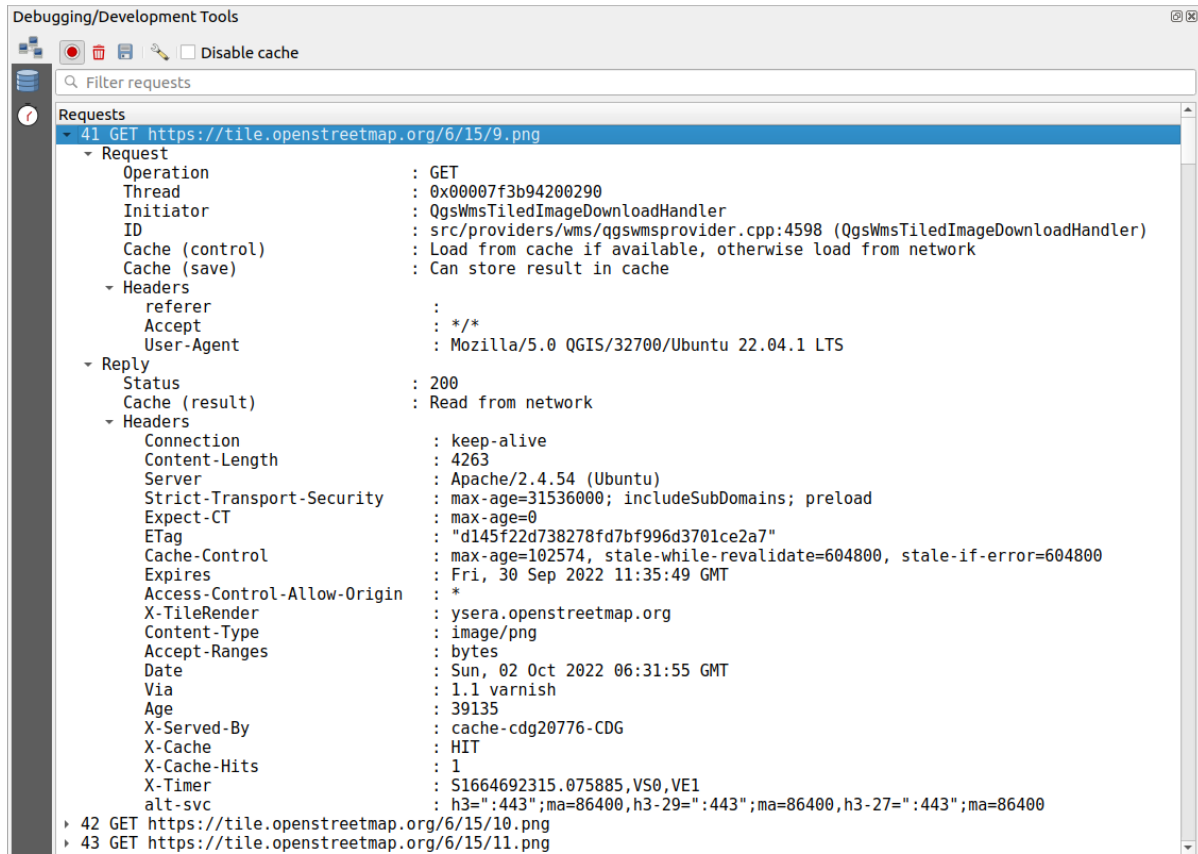 Debugging/Development Tools
Disable cache
Filter requests
Requests
41 GET https://tile.openstreetmap.org/6/15/9.png
Request
Operation : GET
Thread : 0x00007f3b94200290
Initiator : QgsWmsTiledImageDownloadHandler
ID : src/providers/wms/qgswmsprovider.cpp:4598 (QgsWmsTiledImageDownloadHandler)
Cache (control) : Load from cache if available, otherwise load from network
Cache (save) : Can store result in cache
Headers
referer :
Accept : */*
User-Agent : Mozilla/5.0 QGIS/32700/Ubuntu 22.04.1 LTS
Reply
Status : 200
Cache (result) : Read from network
Headers
Connection : keep-alive
Content-Length : 4263
Server : Apache/2.4.54 (Ubuntu)
Strict-Transport-Security : max-age=31536000; includeSubDomains; preload
Expect-CT : max-age=0
ETag : "d145f22d738278fd7bf996d3701ce2a7"
Cache-Control : max-age=102574, stale-while-revalidate=604800, stale-if-error=604800
Expires : Fri, 30 Sep 2022 11:35:49 GMT
Access-Control-Allow-Origin : *
X-TileRender : ysera.openstreetmap.org
Content-Type : image/png
Accept-Ranges : bytes
Date : Sun, 02 Oct 2022 06:31:55 GMT
Via : 1.1 varnish
Age : 39135
X-Served-By : cache-cdg20776-CDG
X-Cache : HIT
X-Cache-Hits : 1
X-Timer : S1664692315.075885,VS0,VE1
alt-svc : h3=":443";ma=86400,h3-29=":443";ma=86400,h3-27=":443";ma=86400
42 GET https://tile.openstreetmap.org/6/15/10.png
43 GET https://tile.openstreetmap.org/6/15/11.png